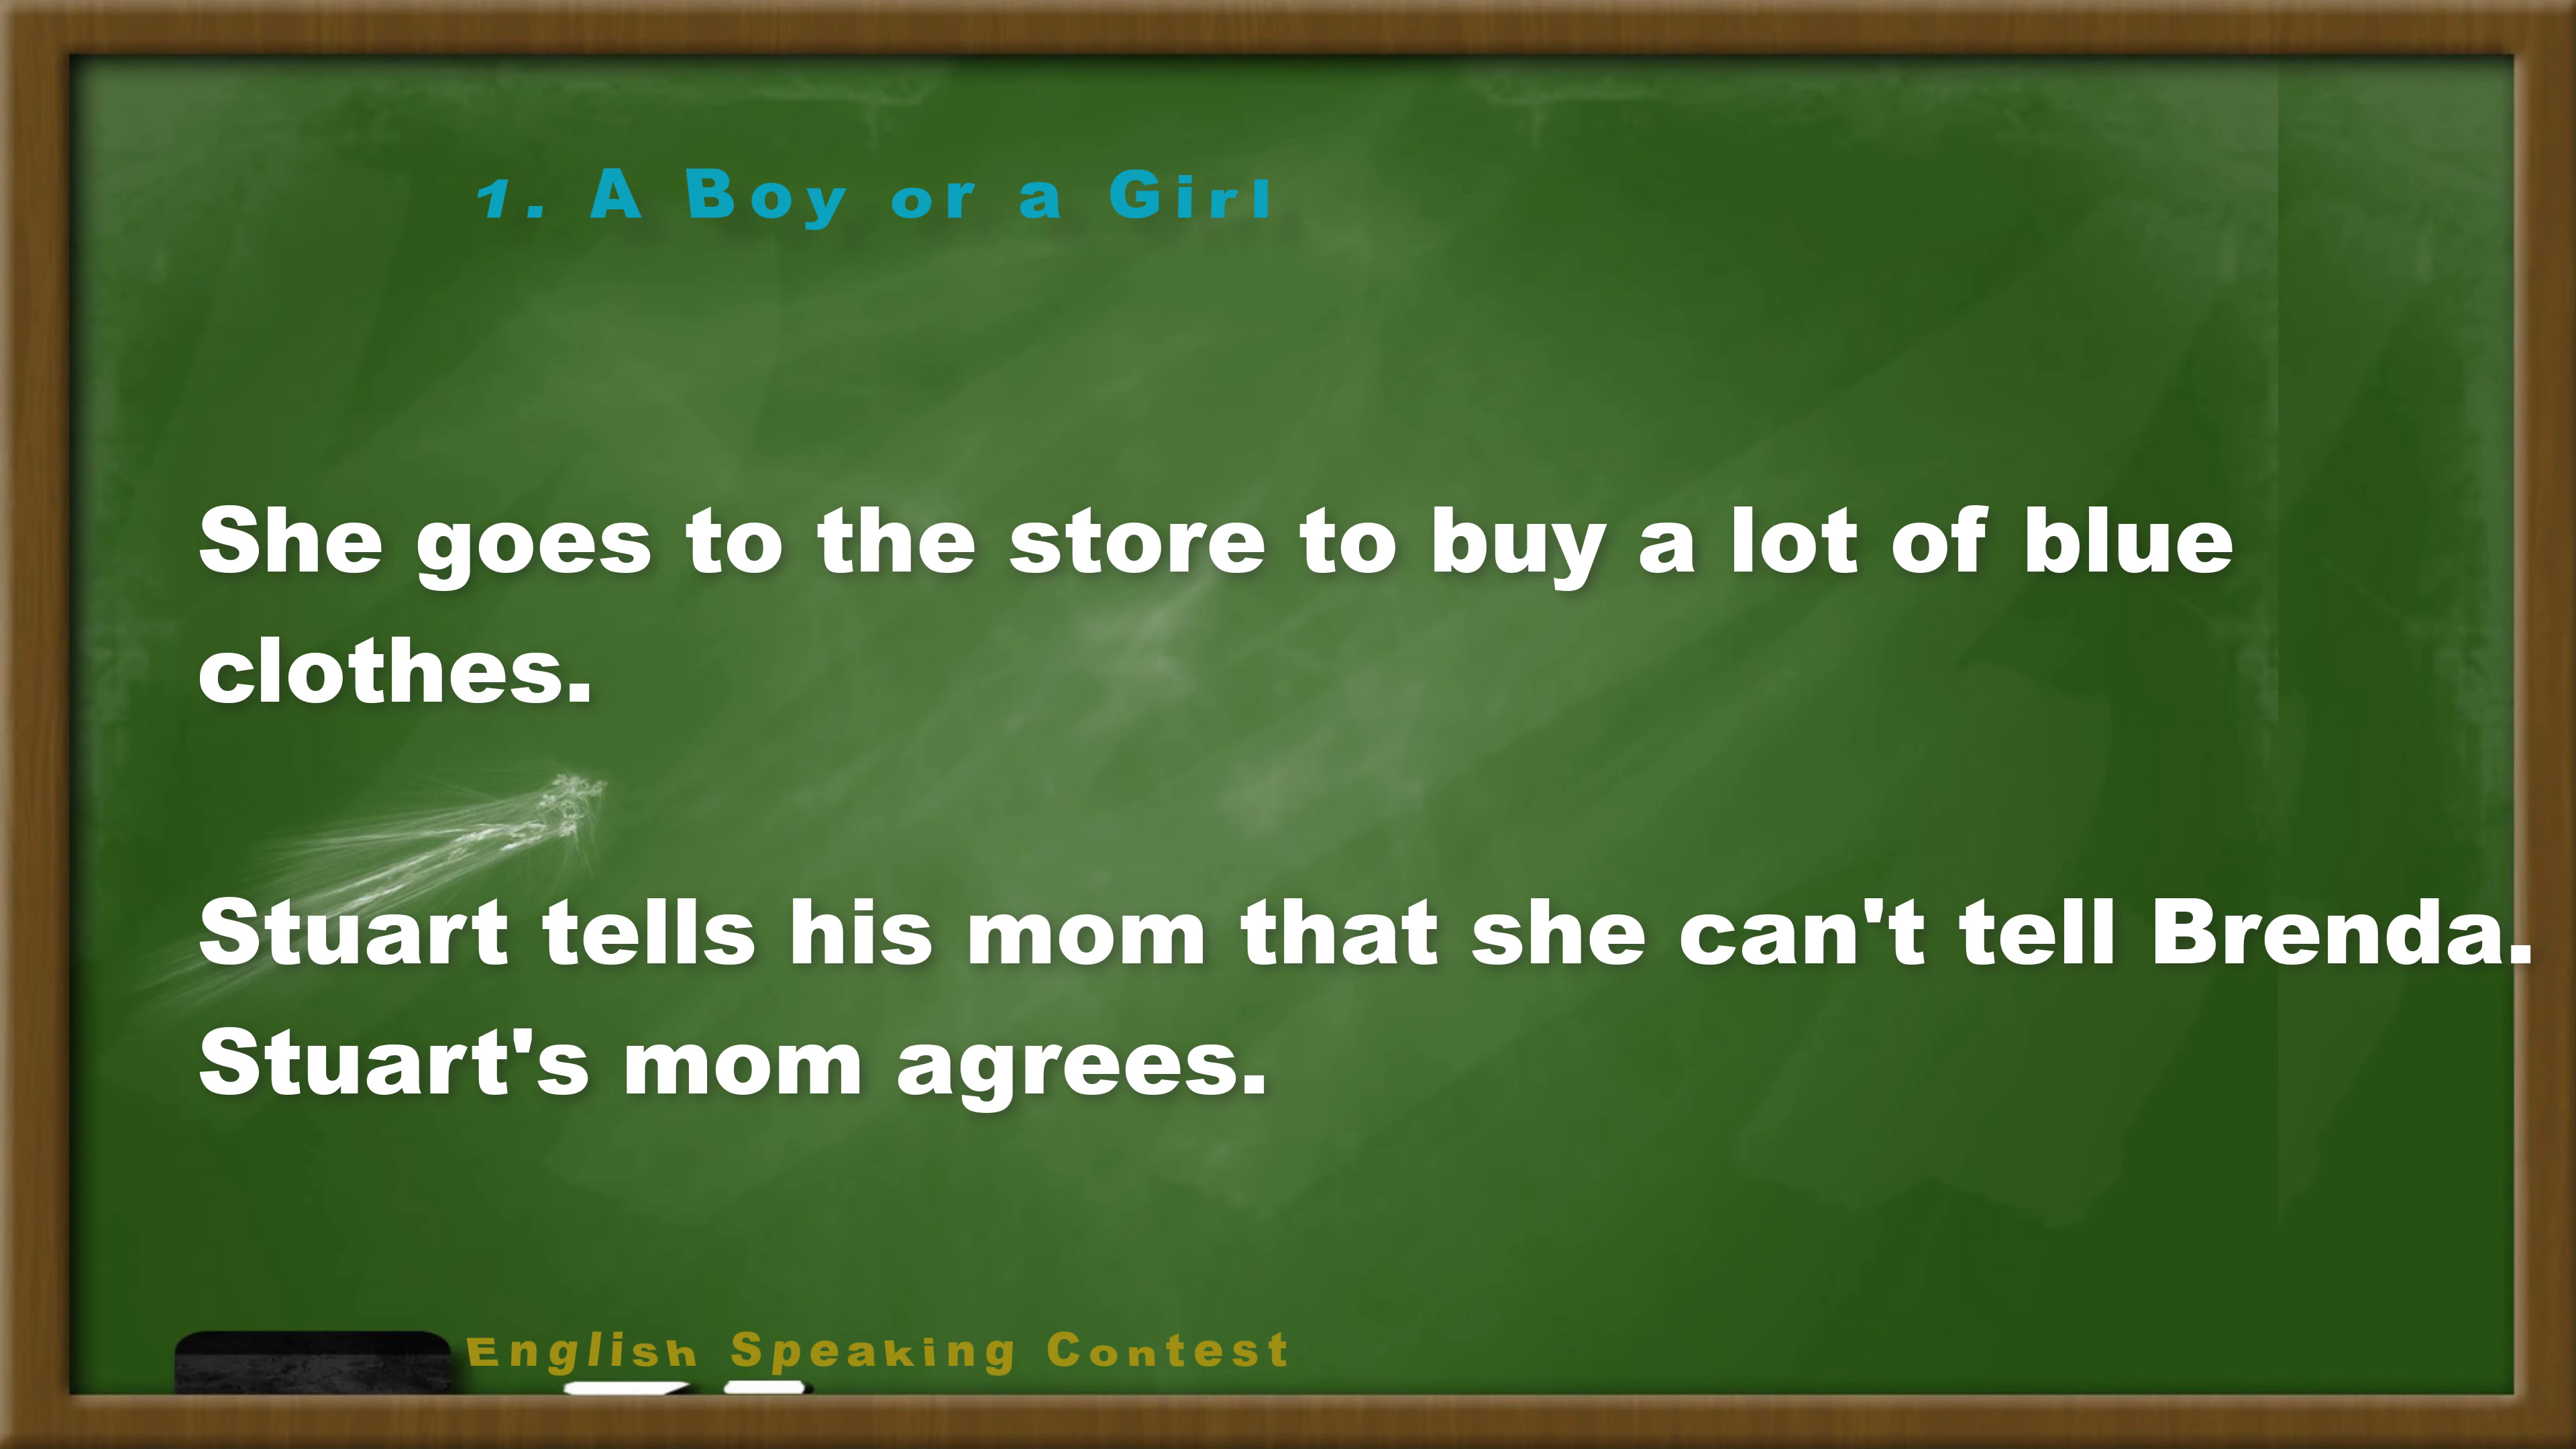 1. A Boy or a Girl
She goes to the store to buy a lot of blue
clothes.
Stuart tells his mom that she can't tell Brenda.
Stuart's mom agrees.
English Speaking Contest